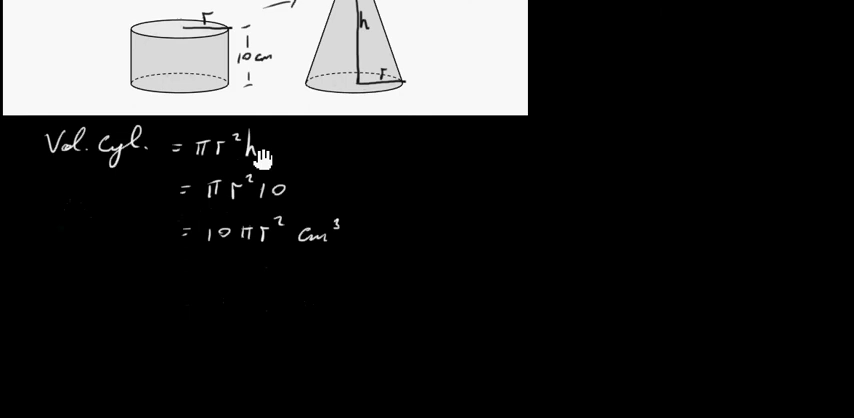 r
10 cm
h
r
Vol. Cyl. = πr²h
= πr²10
= 10πr² cm³